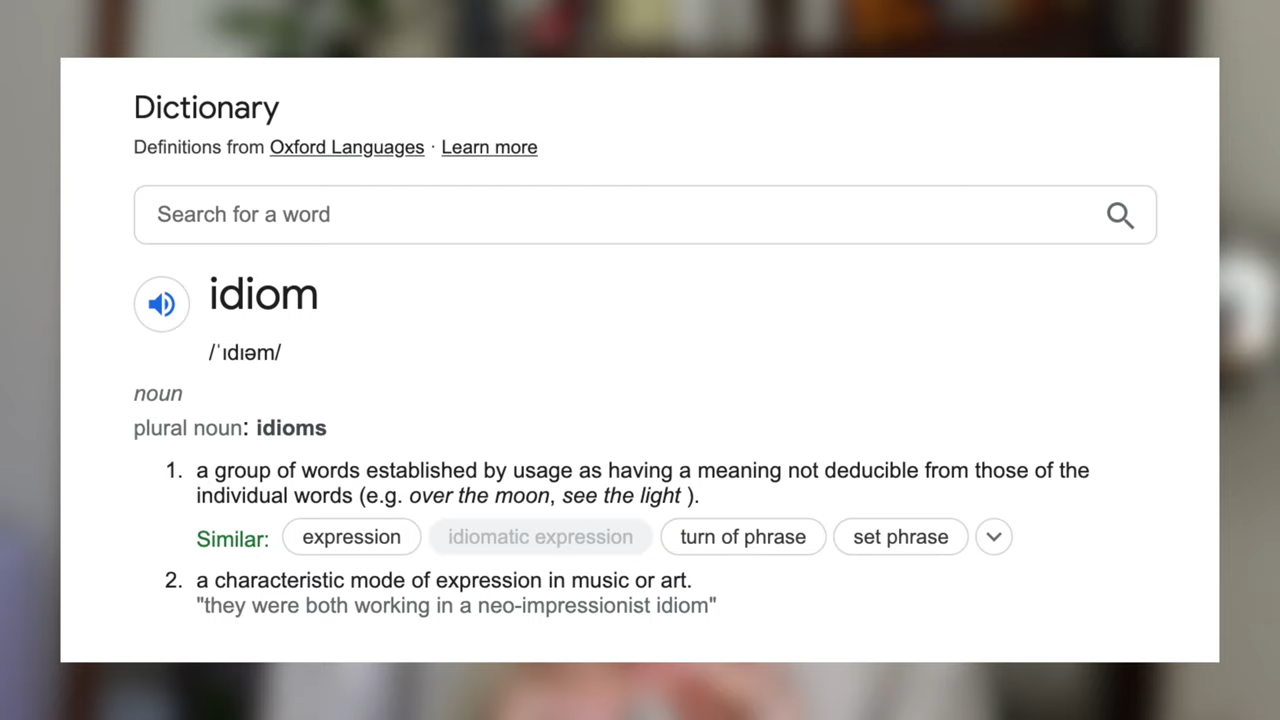 Dictionary
Definitions from Oxford Languages · Learn more
Search for a word
idiom
/ˈɪdɪəm/
noun
plural noun: idioms
1. a group of words established by usage as having a meaning not deducible from those of the
individual words (e.g. over the moon, see the light ).
Similar: expression idiomatic expression turn of phrase set phrase
2. a characteristic mode of expression in music or art.
"they were both working in a neo-impressionist idiom"